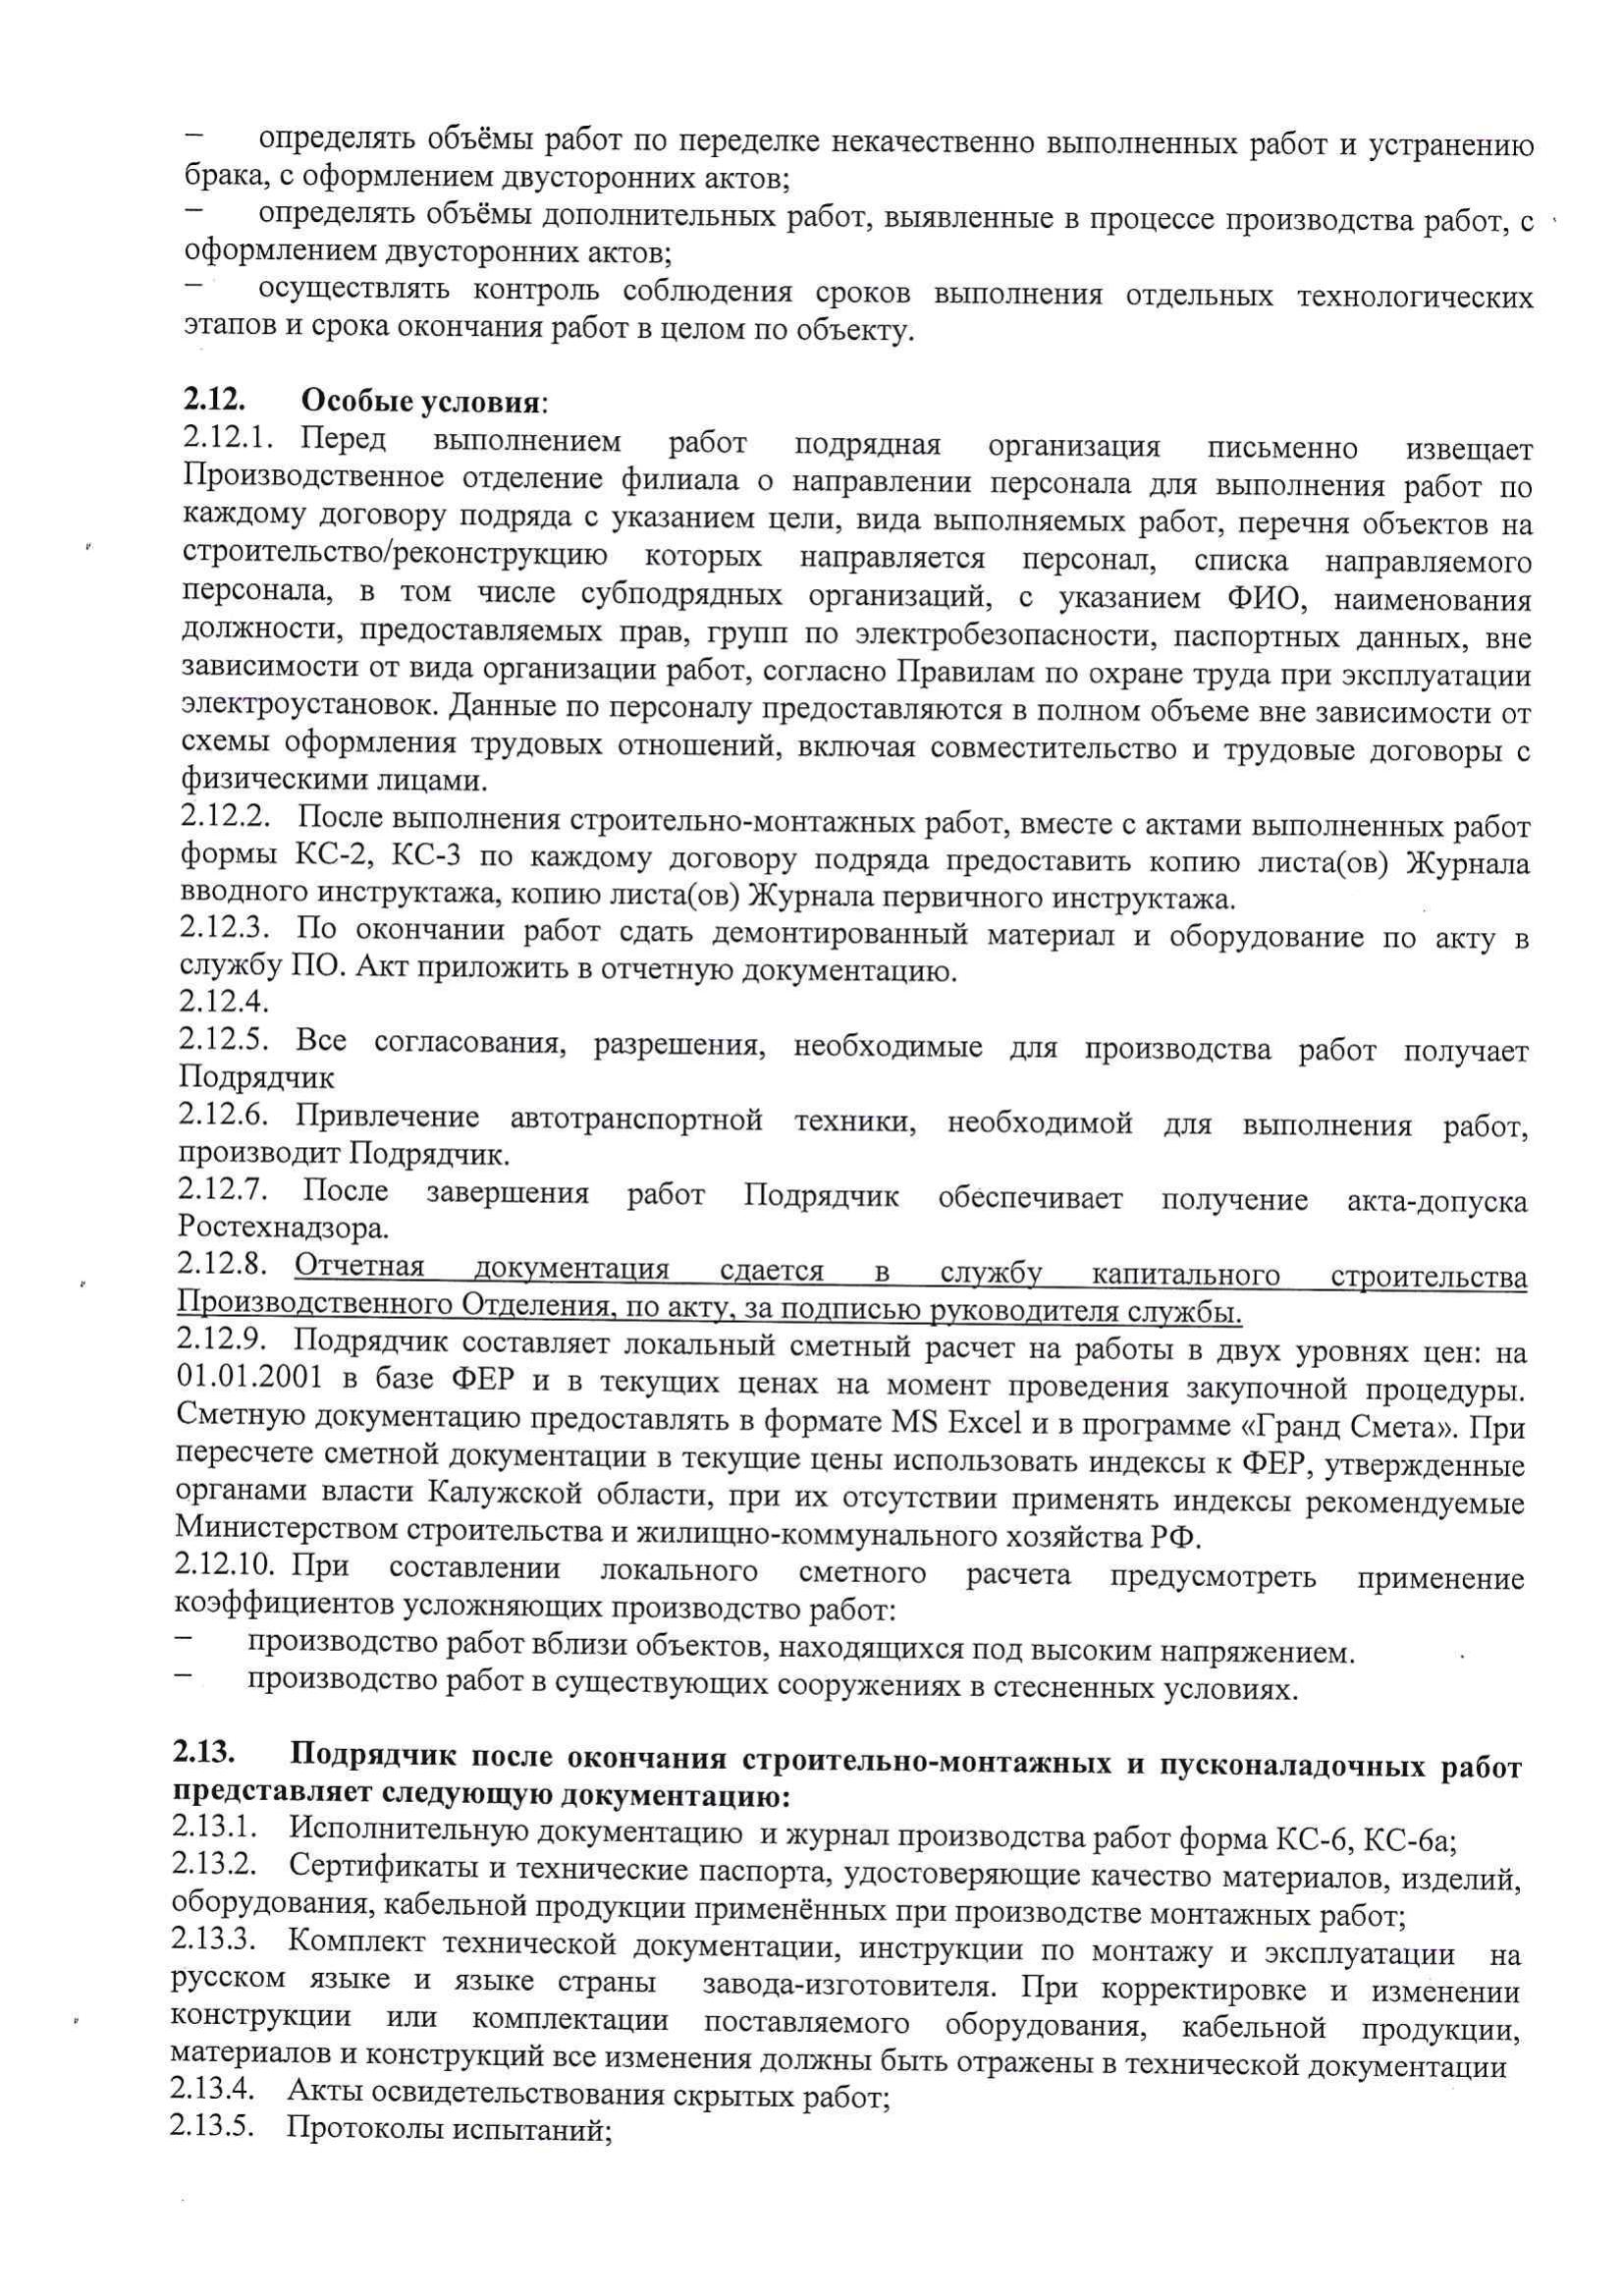 – определять объёмы работ по переделке некачественно выполненных работ и устранению
брака, с оформлением двусторонних актов;
– определять объёмы дополнительных работ, выявленные в процессе производства работ, с
оформлением двусторонних актов;
– осуществлять контроль соблюдения сроков выполнения отдельных технологических
этапов и срока окончания работ в целом по объекту.
2.12. Особые условия:
2.12.1. Перед выполнением работ подрядная организация письменно извещает
Производственное отделение филиала о направлении персонала для выполнения работ по
каждому договору подряда с указанием цели, вида выполняемых работ, перечня объектов на
строительство/реконструкцию которых направляется персонал, списка направляемого
персонала, в том числе субподрядных организаций, с указанием ФИО, наименования
должности, предоставляемых прав, групп по электробезопасности, паспортных данных, вне
зависимости от вида организации работ, согласно Правилам по охране труда при эксплуатации
электроустановок. Данные по персоналу предоставляются в полном объеме вне зависимости от
схемы оформления трудовых отношений, включая совместительство и трудовые договоры с
физическими лицами.
2.12.2. После выполнения строительно-монтажных работ, вместе с актами выполненных работ
формы КС-2, КС-3 по каждому договору подряда предоставить копию листа(ов) Журнала
вводного инструктажа, копию листа(ов) Журнала первичного инструктажа.
2.12.3. По окончании работ сдать демонтированный материал и оборудование по акту в
службу ПО. Акт приложить в отчетную документацию.
2.12.4.
2.12.5. Все согласования, разрешения, необходимые для производства работ получает
Подрядчик
2.12.6. Привлечение автотранспортной техники, необходимой для выполнения работ,
производит Подрядчик.
2.12.7. После завершения работ Подрядчик обеспечивает получение акта-допуска
Ростехнадзора.
2.12.8. Отчетная документация сдается в службу капитального строительства
Производственного Отделения, по акту, за подписью руководителя службы.
2.12.9. Подрядчик составляет локальный сметный расчет на работы в двух уровнях цен: на
01.01.2001 в базе ФЕР и в текущих ценах на момент проведения закупочной процедуры.
Сметную документацию предоставлять в формате MS Excel и в программе «Гранд Смета». При
пересчете сметной документации в текущие цены использовать индексы к ФЕР, утвержденные
органами власти Калужской области, при их отсутствии применять индексы рекомендуемые
Министерством строительства и жилищно-коммунального хозяйства РФ.
2.12.10. При составлении локального сметного расчета предусмотреть применение
коэффициентов усложняющих производство работ:
– производство работ вблизи объектов, находящихся под высоким напряжением.
– производство работ в существующих сооружениях в стесненных условиях.
2.13. Подрядчик после окончания строительно-монтажных и пусконаладочных работ
представляет следующую документацию:
2.13.1. Исполнительную документацию и журнал производства работ форма КС-6, КС-6а;
2.13.2. Сертификаты и технические паспорта, удостоверяющие качество материалов, изделий,
оборудования, кабельной продукции применённых при производстве монтажных работ;
2.13.3. Комплект технической документации, инструкции по монтажу и эксплуатации на
русском языке и языке страны завода-изготовителя. При корректировке и изменении
конструкции или комплектации поставляемого оборудования, кабельной продукции,
материалов и конструкций все изменения должны быть отражены в технической документации
2.13.4. Акты освидетельствования скрытых работ;
2.13.5. Протоколы испытаний;